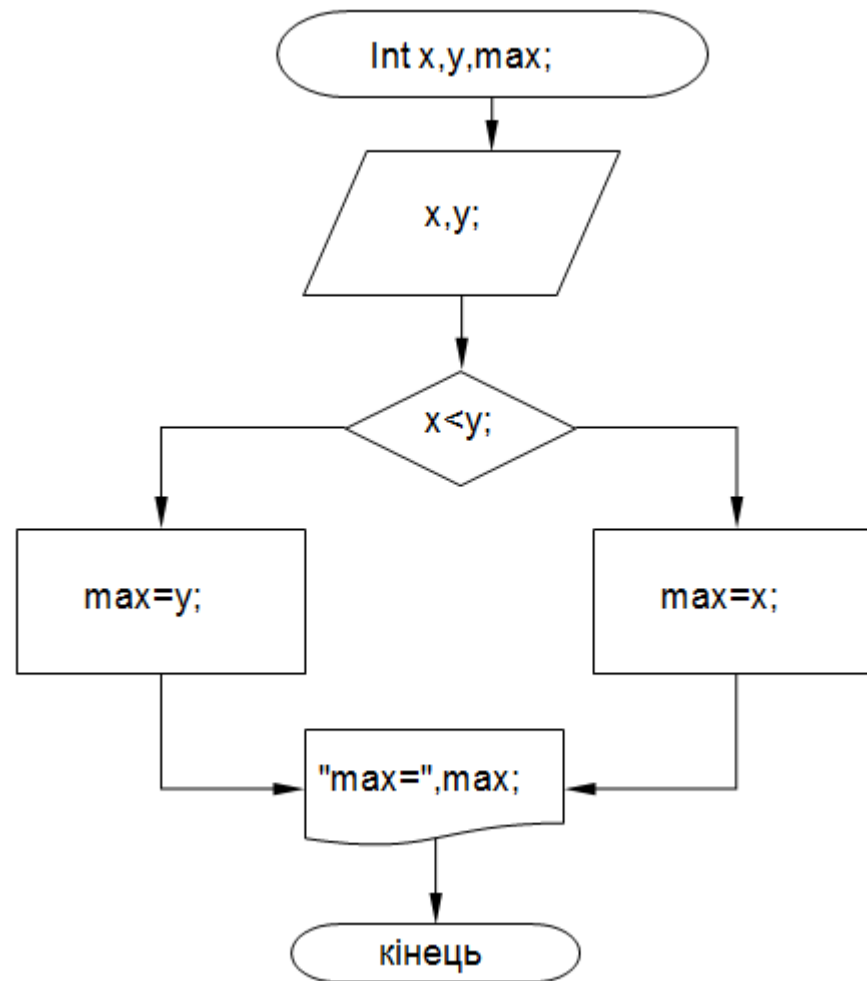 Int x,y,max;
x,y;
x<y;
max=y;
max=x;
"max=",max;
кінець